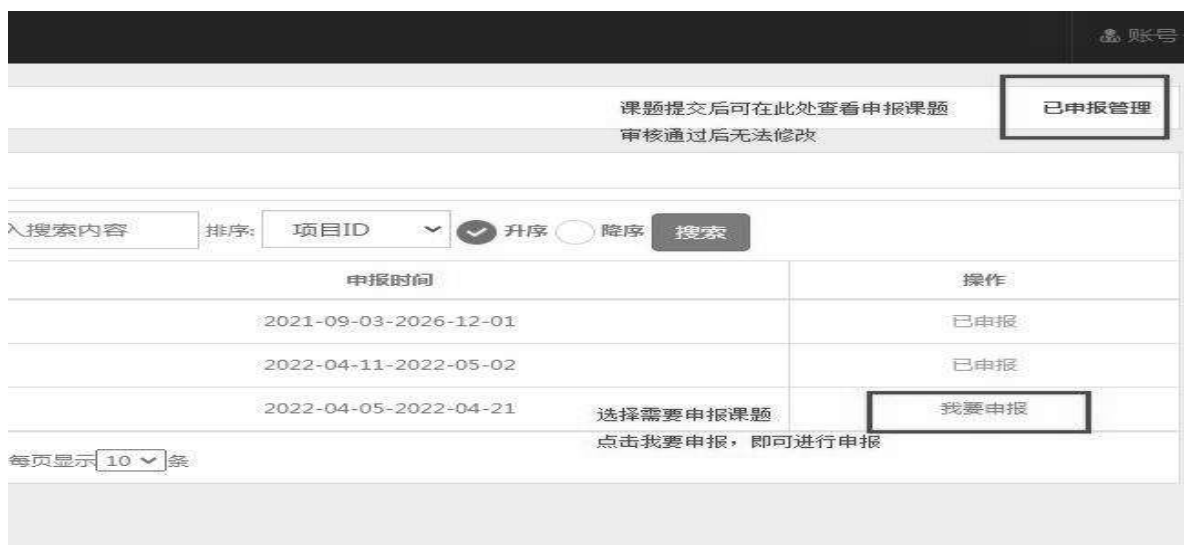 账号
课题提交后可在此处查看申报课题 已申报管理
审核通过后无法修改
入搜索内容 排序: 项目ID 升序 降序 搜索
申报时间 操作
2021-09-03-2026-12-01 已申报
2022-04-11-2022-05-02 已申报
2022-04-05-2022-04-21 选择需要申报课题 我要申报
点击我要申报，即可进行申报
每页显示 10 条